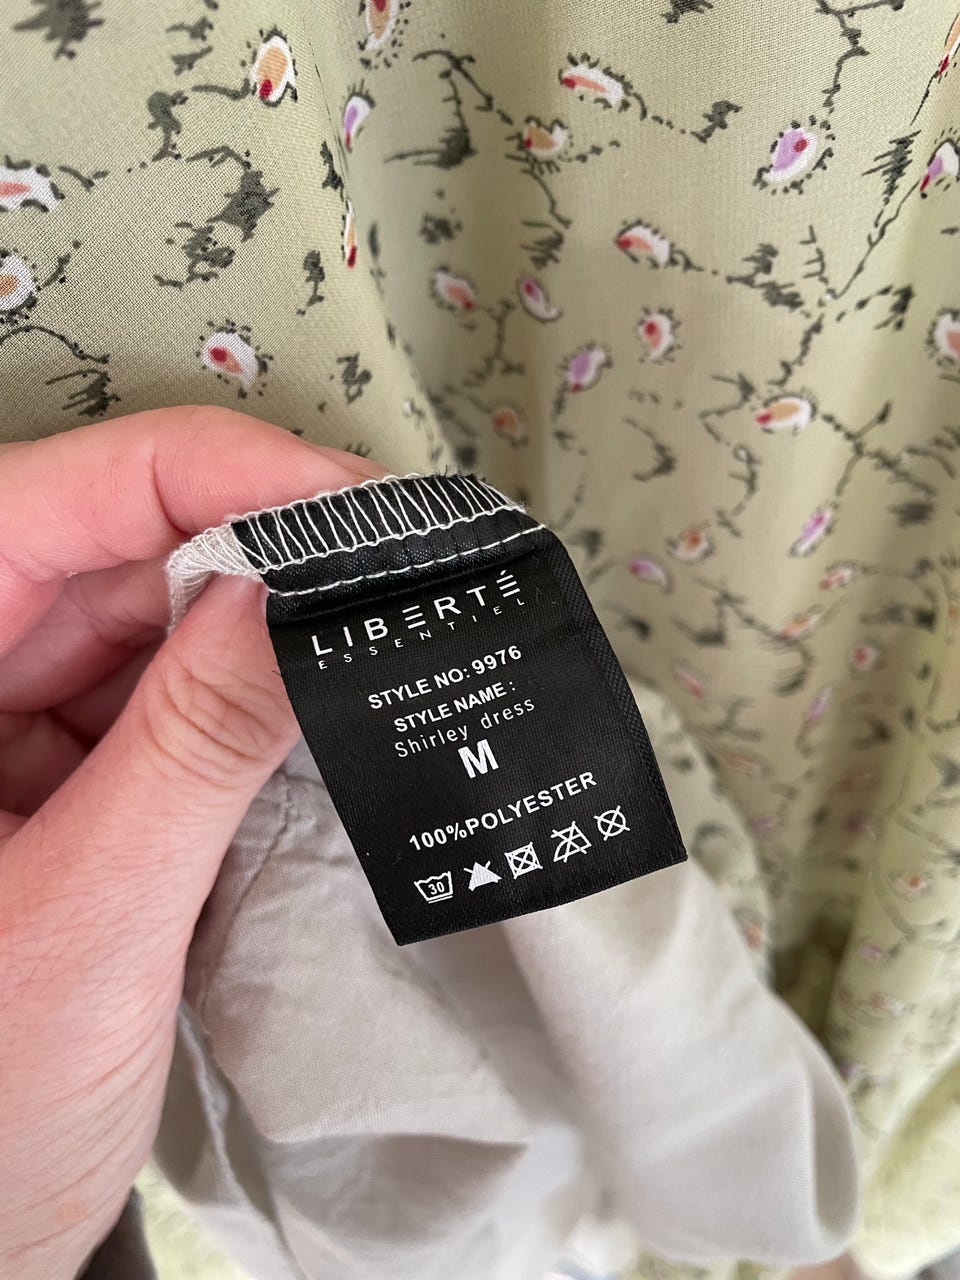 LIBERTÉ
ESSENTIEL
STYLE NO: 9976
STYLE NAME :
Shirley dress
M
100%POLYESTER
30